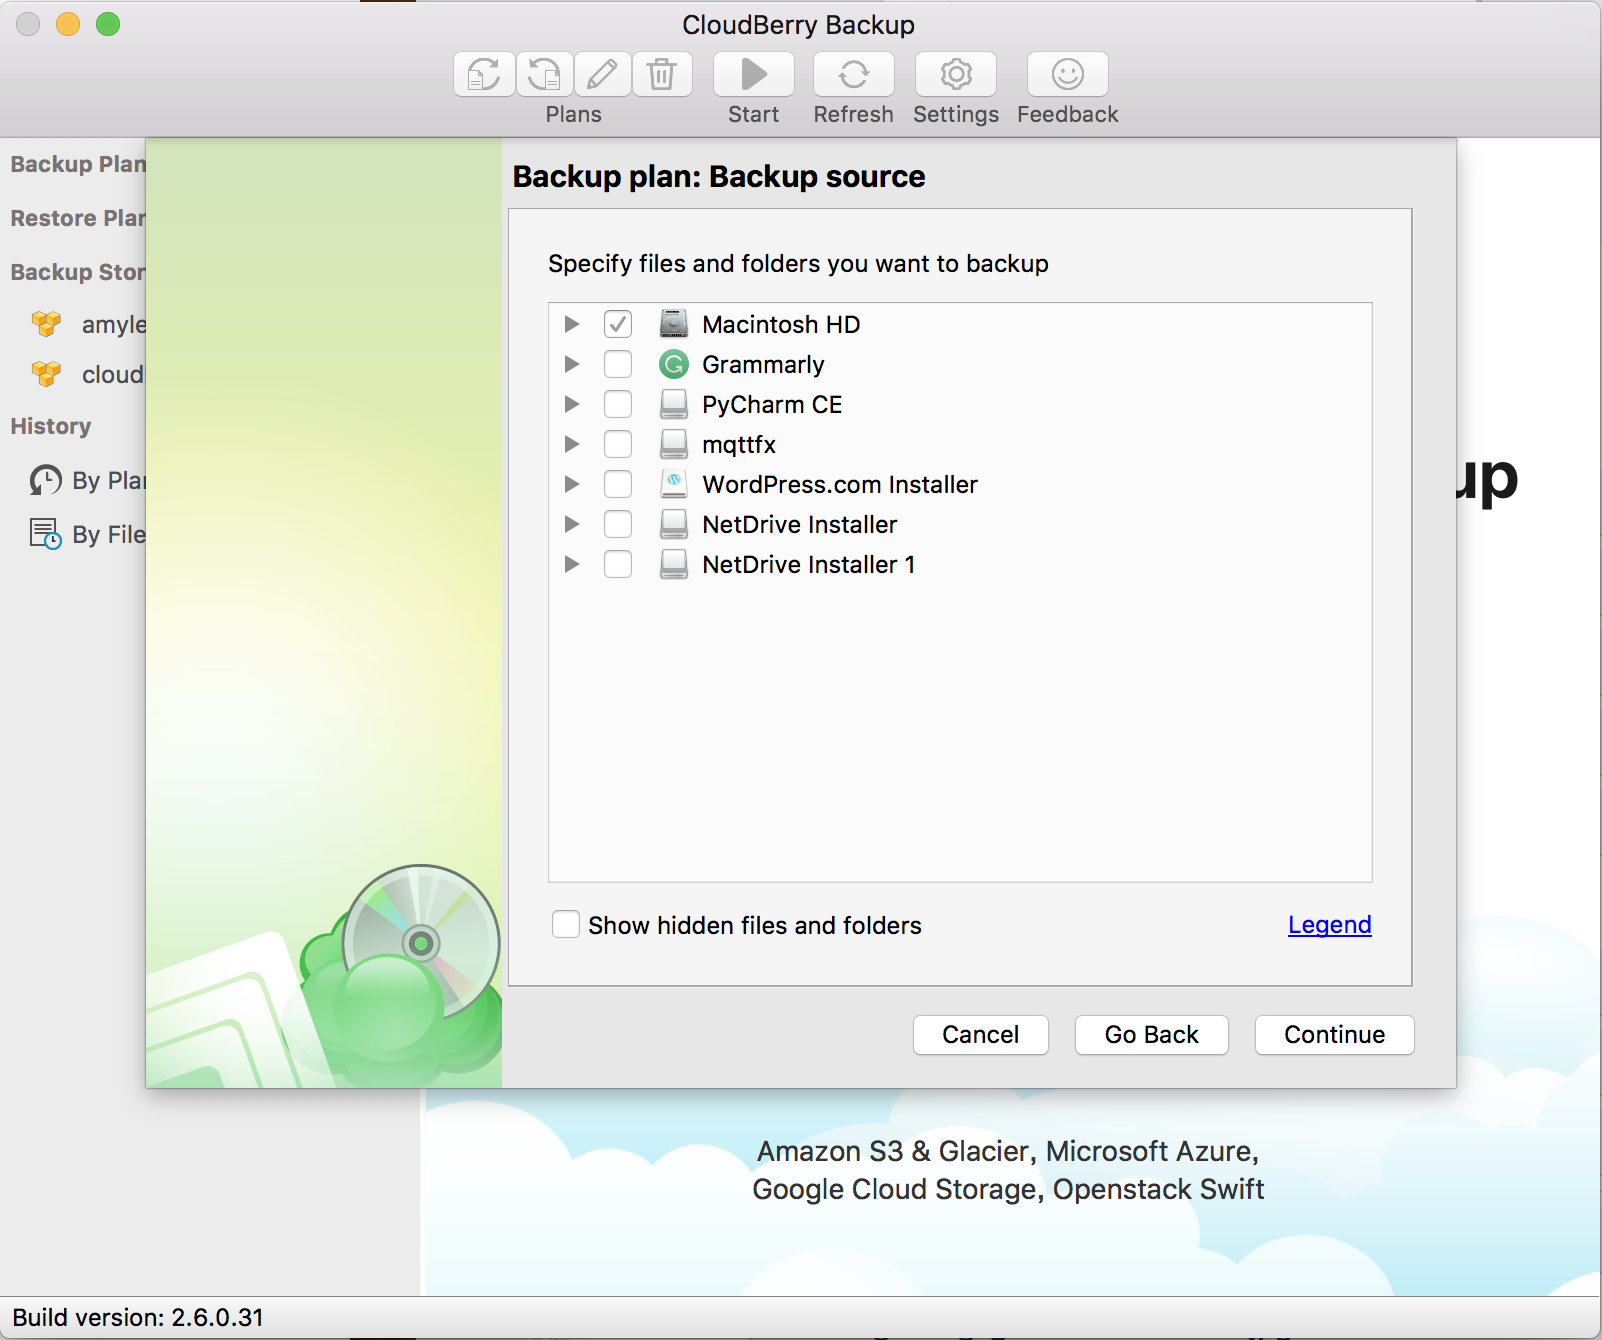 CloudBerry Backup
Plans
Start
Refresh
Settings
Feedback
Backup Plan
Restore Plan
Backup Stor
amyle
cloud
History
By Plan
By File
Backup plan: Backup source
Specify files and folders you want to backup
Macintosh HD
Grammarly
PyCharm CE
mqttfx
WordPress.com Installer
NetDrive Installer
NetDrive Installer 1
Show hidden files and folders
Legend
Cancel
Go Back
Continue
up
Amazon S3 & Glacier, Microsoft Azure,
Google Cloud Storage, Openstack Swift
Build version: 2.6.0.31